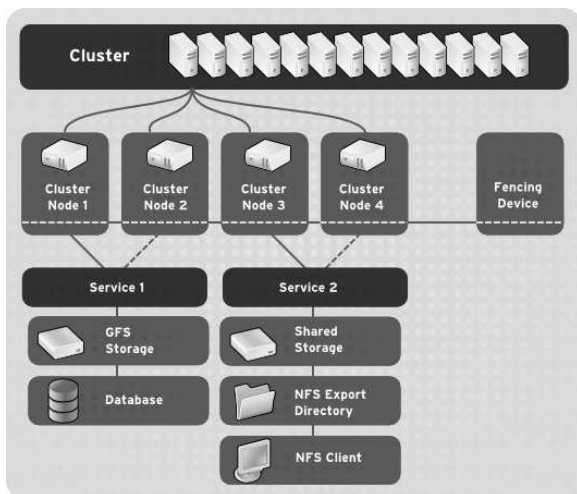 Cluster
Cluster
Node 1
Cluster
Node 2
Cluster
Node 3
Cluster
Node 4
Fencing
Device
Service 1
Service 2
GFS
Storage
Shared
Storage
Database
NFS Export
Directory
NFS Client